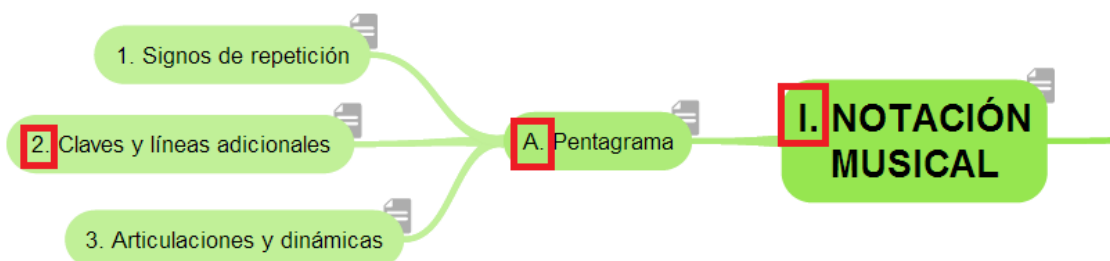 1. Signos de repetición
2. Claves y líneas adicionales
3. Articulaciones y dinámicas
A. Pentagrama
I. NOTACIÓN
MUSICAL